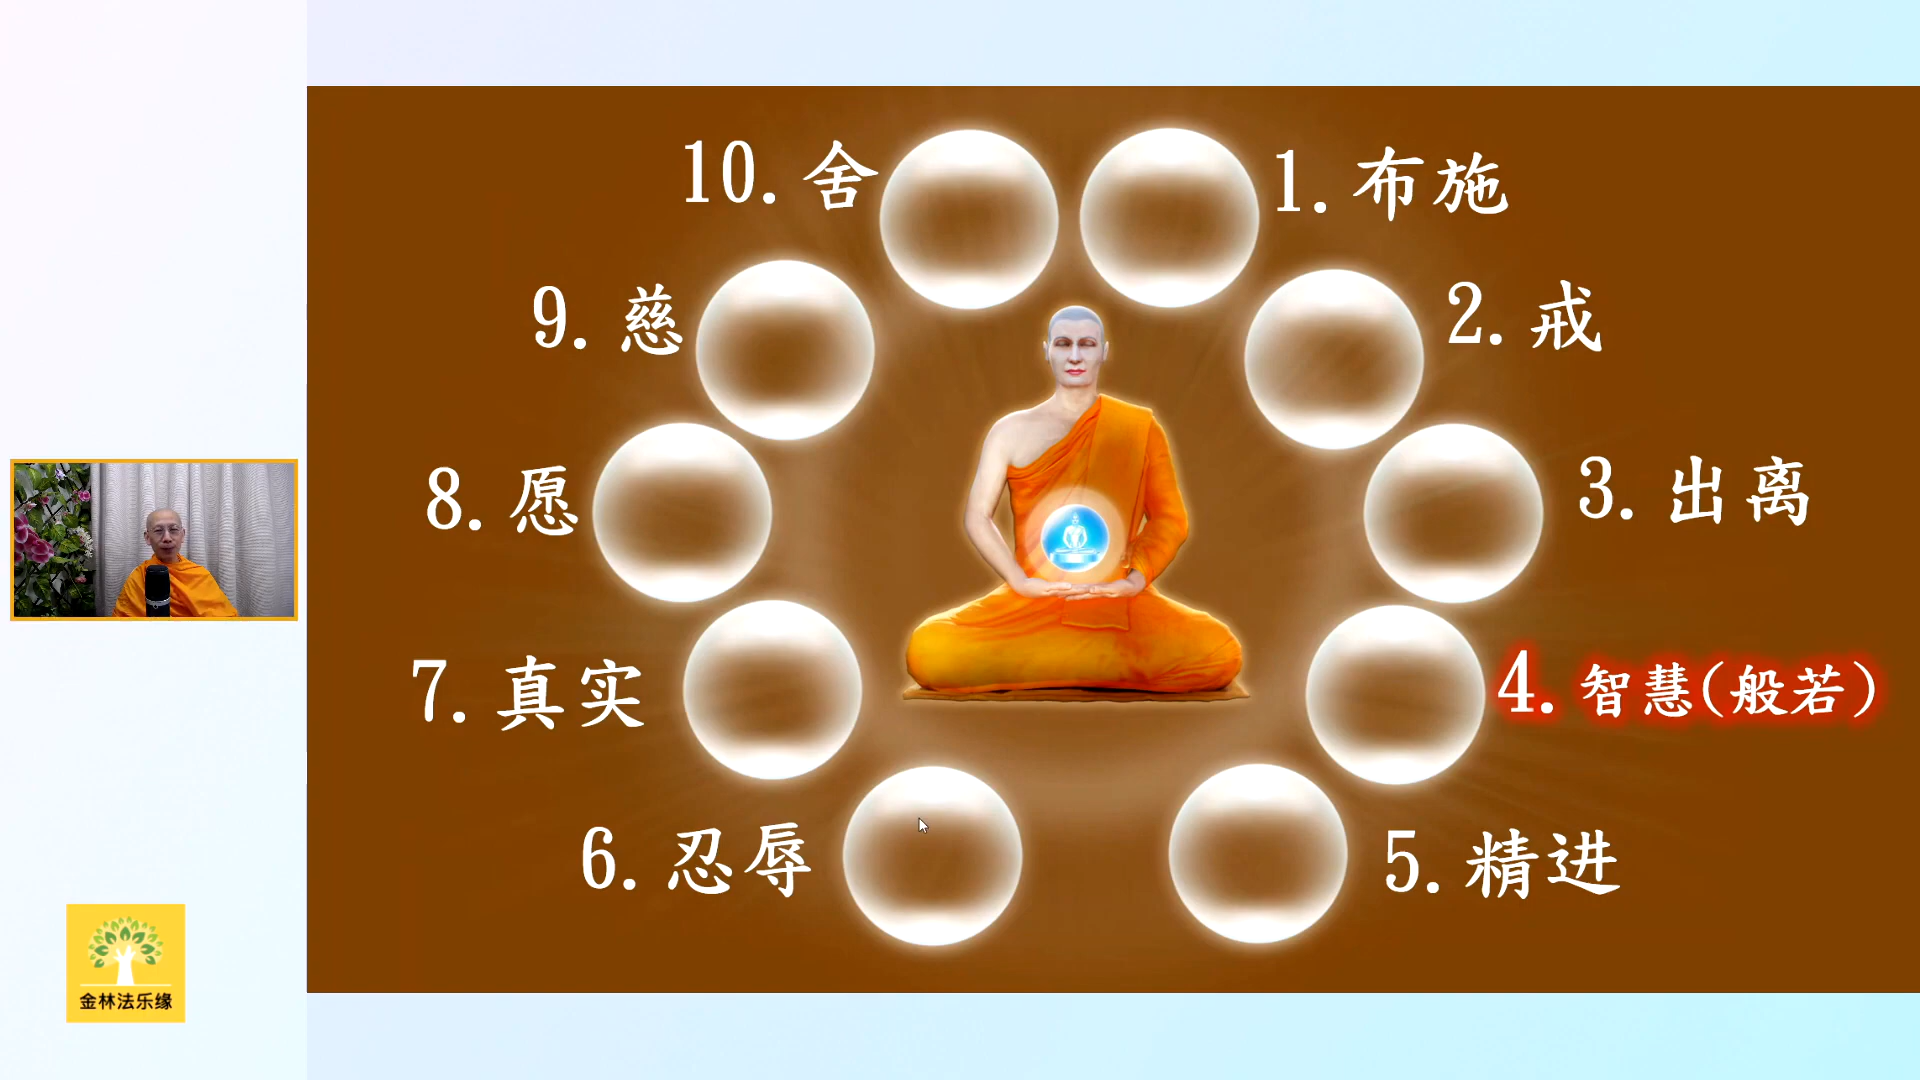 1. 布施
2. 戒
3. 出离
4. 智慧(般若)
5. 精进
6. 忍辱
7. 真实
8. 愿
9. 慈
10. 舍
金林法乐缘